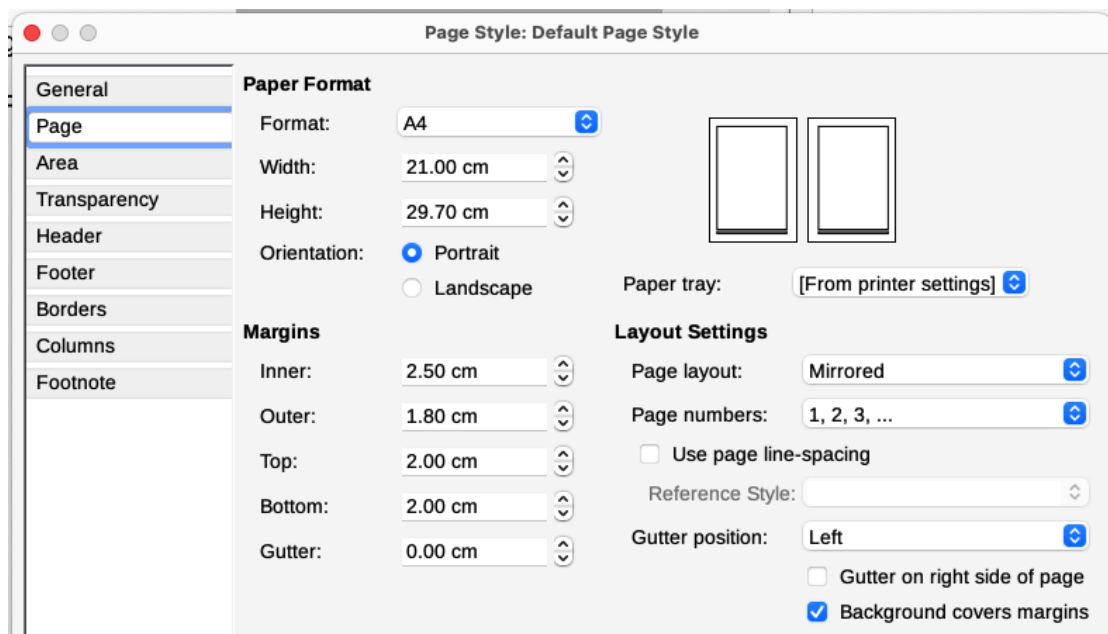 Page Style: Default Page Style
General
Page
Area
Transparency
Header
Footer
Borders
Columns
Footnote
Paper Format
Format: A4
Width: 21.00 cm
Height: 29.70 cm
Orientation: Portrait
Landscape
Paper tray: [From printer settings]
Margins
Inner: 2.50 cm
Outer: 1.80 cm
Top: 2.00 cm
Bottom: 2.00 cm
Gutter: 0.00 cm
Layout Settings
Page layout: Mirrored
Page numbers: 1, 2, 3, ...
Use page line-spacing
Reference Style:
Gutter position: Left
Gutter on right side of page
Background covers margins